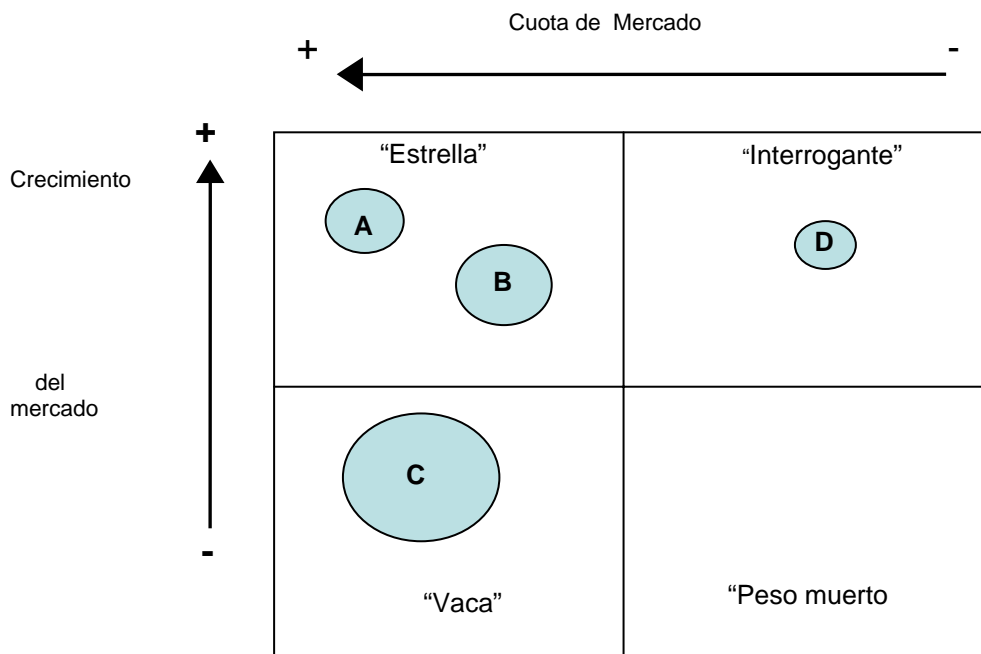 Cuota de Mercado
+
-
+
“Estrella”
“Interrogante”
Crecimiento
A
D
B
del
mercado
C
-
“Vaca”
“Peso muerto